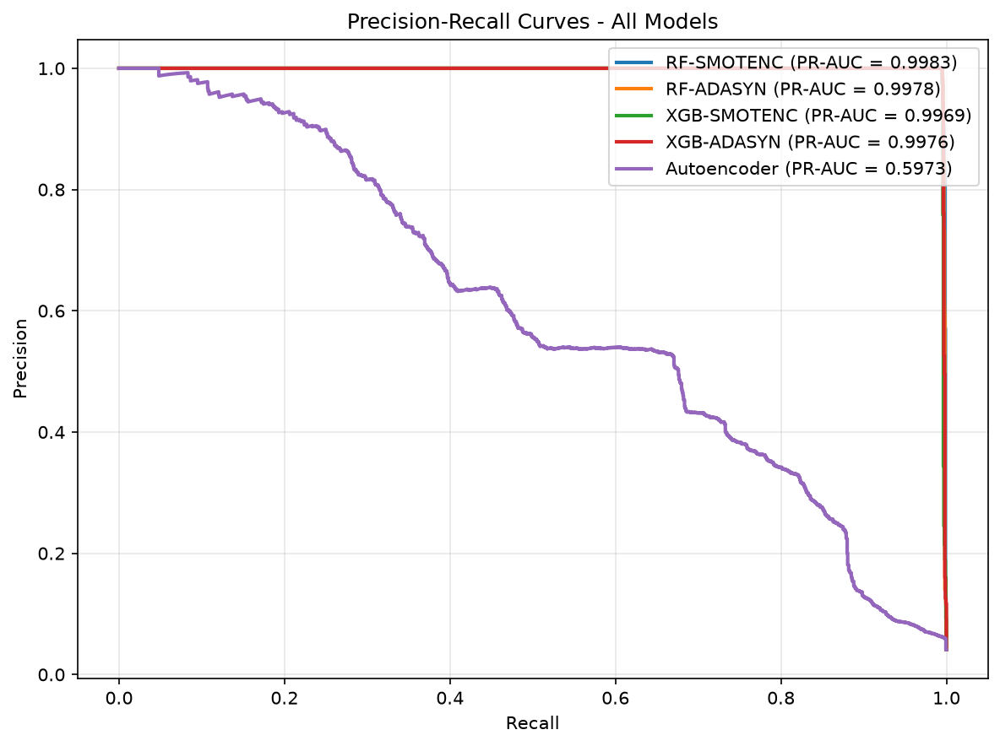 Precision-Recall Curves - All Models
RF-SMOTENC (PR-AUC = 0.9983)
RF-ADASYN (PR-AUC = 0.9978)
XGB-SMOTENC (PR-AUC = 0.9969)
XGB-ADASYN (PR-AUC = 0.9976)
Autoencoder (PR-AUC = 0.5973)
Precision
1.0
0.8
0.6
0.4
0.2
0.0
0.0 0.2 0.4 0.6 0.8 1.0
Recall